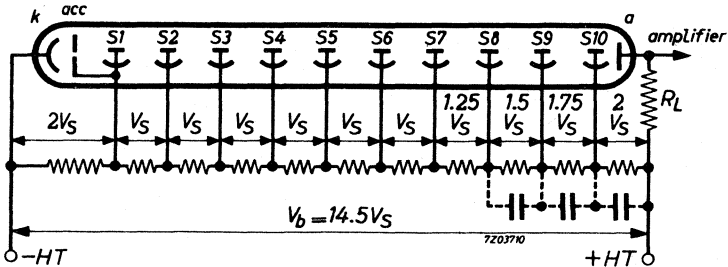 k acc a
S1 S2 S3 S4 S5 S6 S7 S8 S9 S10 amplifier
1.25 1.5 1.75 2 RL
2VS VS VS VS VS VS VS VS VS VS VS
Vb=14.5VS
7Z03710
-HT +HT